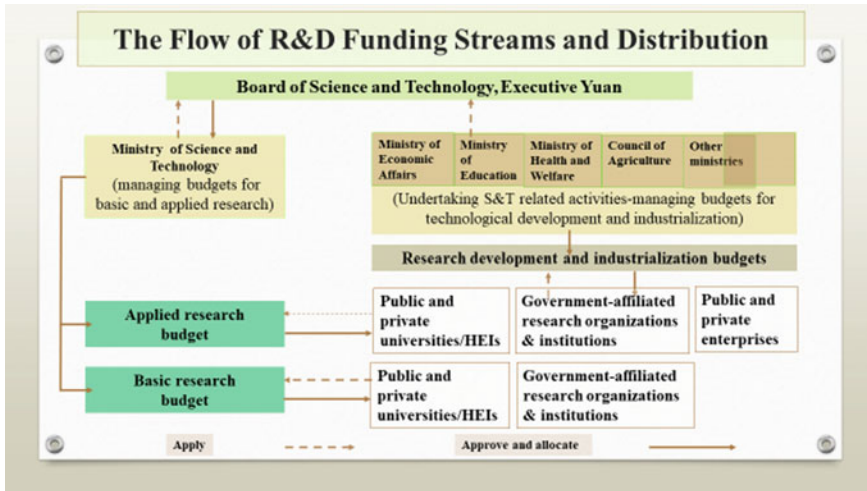 The Flow of R&D Funding Streams and Distribution
Board of Science and Technology, Executive Yuan
Ministry of Science and
Technology
(managing budgets for
basic and applied research)
Ministry of
Economic
Affairs
Ministry
of
Education
Ministry of
Health and
Welfare
Council of
Agriculture
Other
ministries
(Undertaking S&T related activities-managing budgets for
technological development and industrialization)
Research development and industrialization budgets
Applied research
budget
Public and
private
universities/HEIs
Government-affiliated
research organizations
& institutions
Public and
private
enterprises
Basic research
budget
Public and
private
universities/HEIs
Government-affiliated
research organizations
& institutions
Apply
Approve and allocate